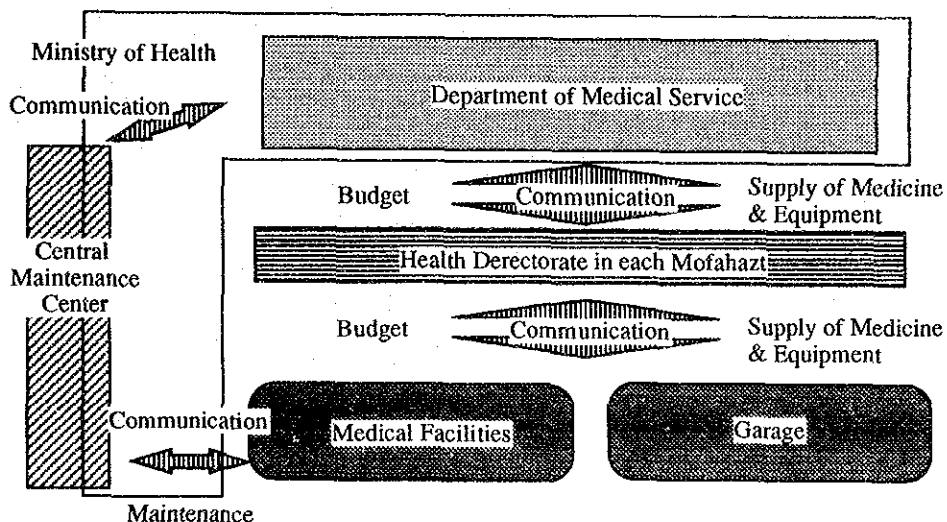 Ministry of Health
Communication
Department of Medical Service
Budget
Communication
Supply of Medicine
& Equipment
Central
Maintenance
Center
Health Derectorate in each Mofahazt
Budget
Communication
Supply of Medicine
& Equipment
Communication
Medical Facilities
Garage
Maintenance